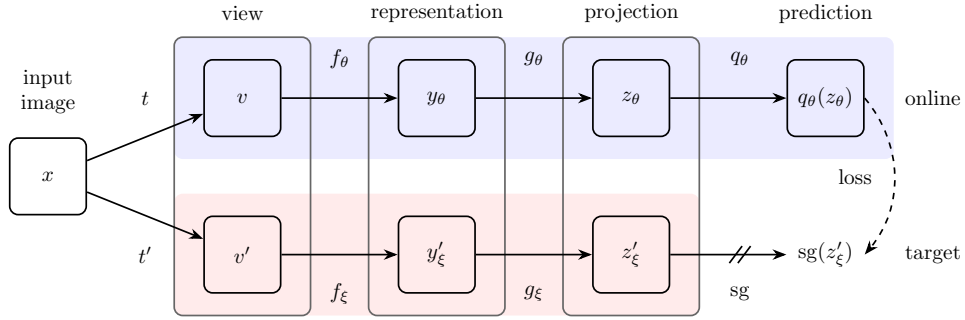 view representation projection prediction
input
image
t f_θ g_θ q_θ
v y_θ z_θ q_θ(z_θ) online
x
loss
t′ v′ y′_ξ z′_ξ sg(z′_ξ) target
f_ξ g_ξ sg